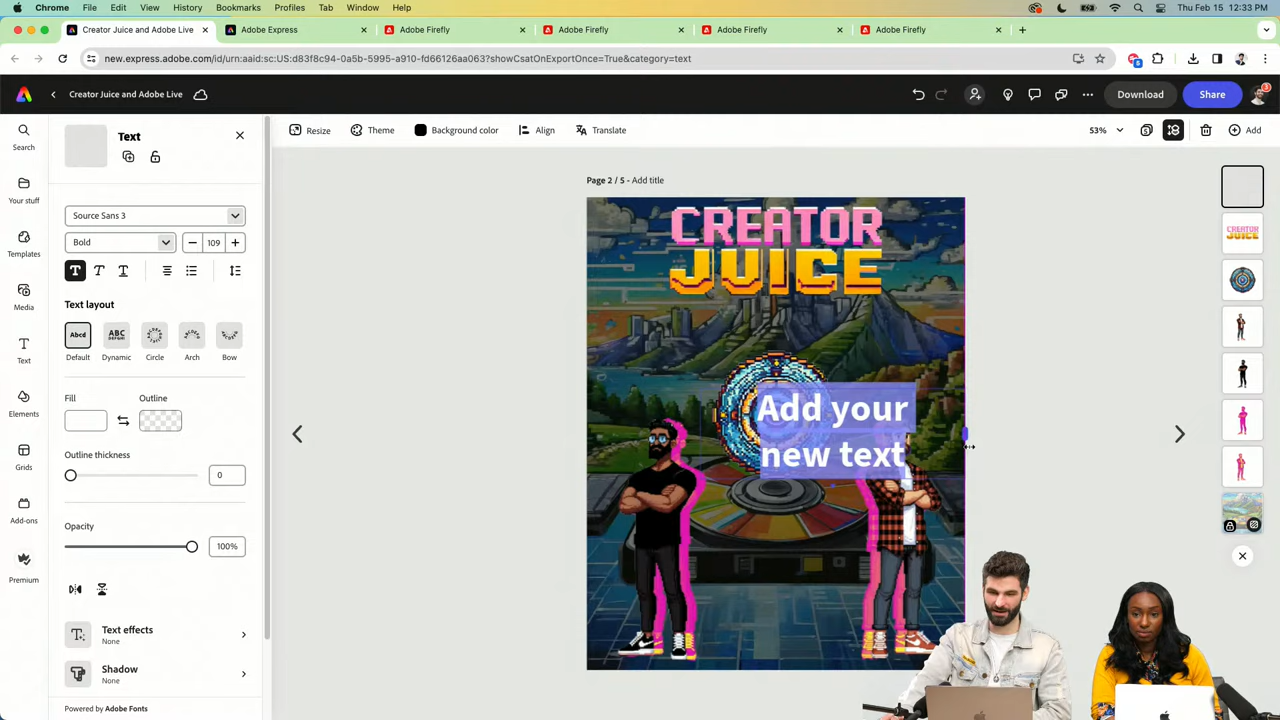 Chrome File Edit View History Bookmarks Profiles Tab Window Help
Thu Feb 15 12:33 PM
Creator Juice and Adobe Live
Adobe Express
Adobe Firefly
Adobe Firefly
Adobe Firefly
Adobe Firefly
new.express.adobe.com/id/urn:aaid:sc:US:d83f8c94-0a5b-5995-a910-fd66126aa063?showCsatOnExportOnce=True&category=text
Creator Juice and Adobe Live
Download
Share
Search
Your stuff
Templates
Media
Text
Elements
Grids
Add-ons
Premium
Text
Source Sans 3
Bold
109
Text layout
Abcd
Default
ABC
Dynamic
Circle
Arch
Bow
Fill
Outline
Outline thickness
0
Opacity
100%
Text effects
None
Shadow
None
Powered by Adobe Fonts
Resize
Theme
Background color
Align
Translate
53%
Add
Page 2 / 5 - Add title
CREATOR
JUICE
Add your
new text
CREATOR
JUICE